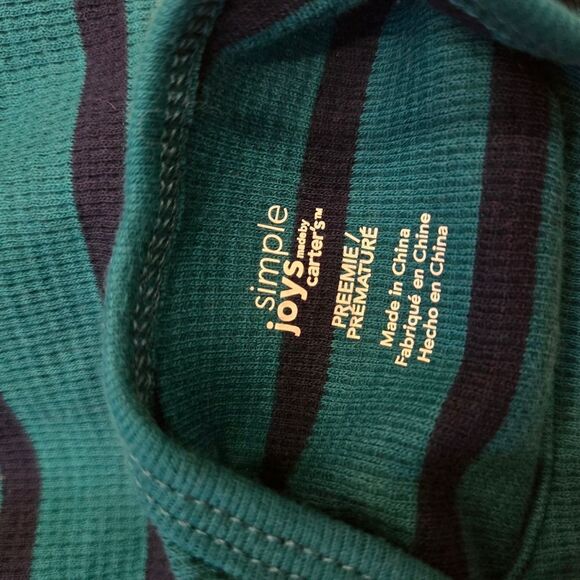 simple
joys made by
carter's™
PREEMIE /
PRÉMATURÉ
Made in China
Fabriqué en Chine
Hecho en China